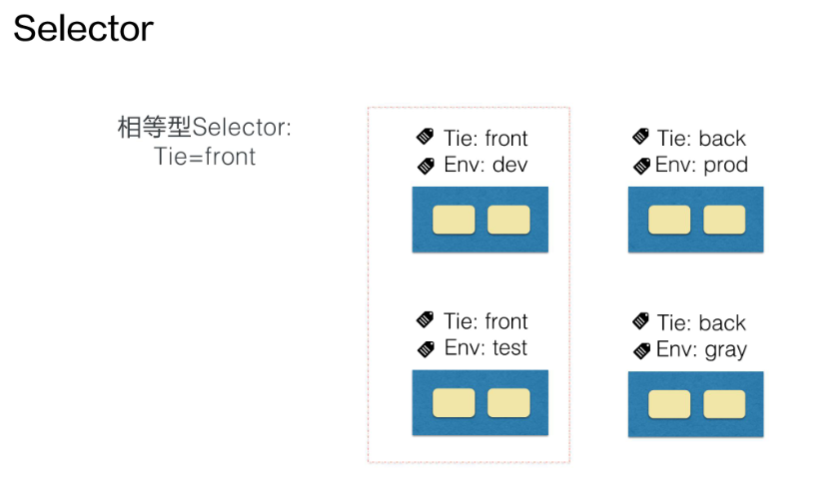 Selector
相等型Selector:
Tie=front
Tie: front
Env: dev
Tie: back
Env: prod
Tie: front
Env: test
Tie: back
Env: gray